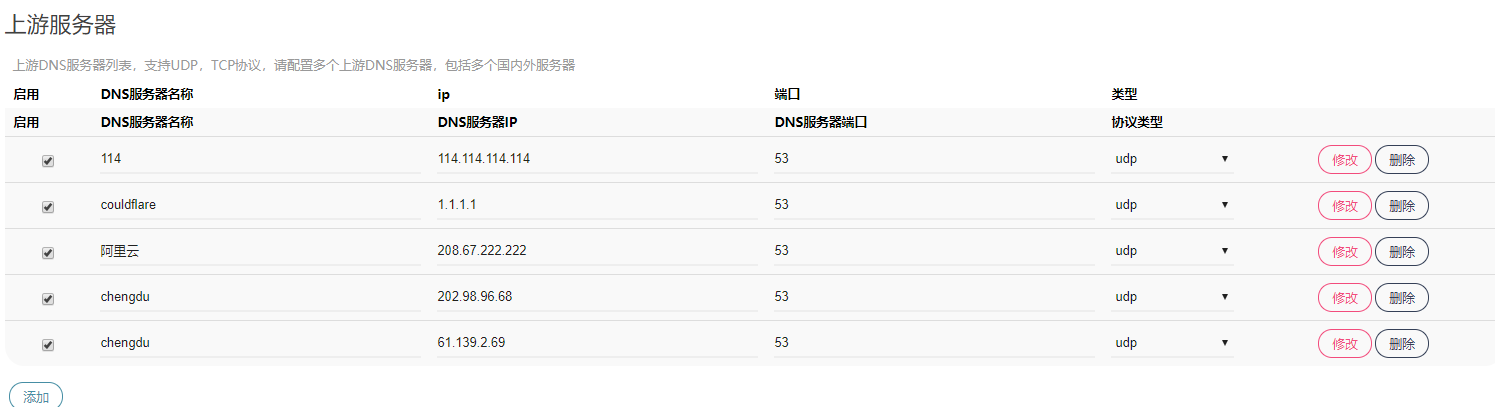 上游服务器
上游DNS服务器列表，支持UDP，TCP协议，请配置多个上游DNS服务器，包括多个国内外服务器
启用 DNS服务器名称 ip 端口 类型
启用 DNS服务器名称 DNS服务器IP DNS服务器端口 协议类型
114 114.114.114.114 53 udp 修改 删除
couldflare 1.1.1.1 53 udp 修改 删除
阿里云 208.67.222.222 53 udp 修改 删除
chengdu 202.98.96.68 53 udp 修改 删除
chengdu 61.139.2.69 53 udp 修改 删除
添加